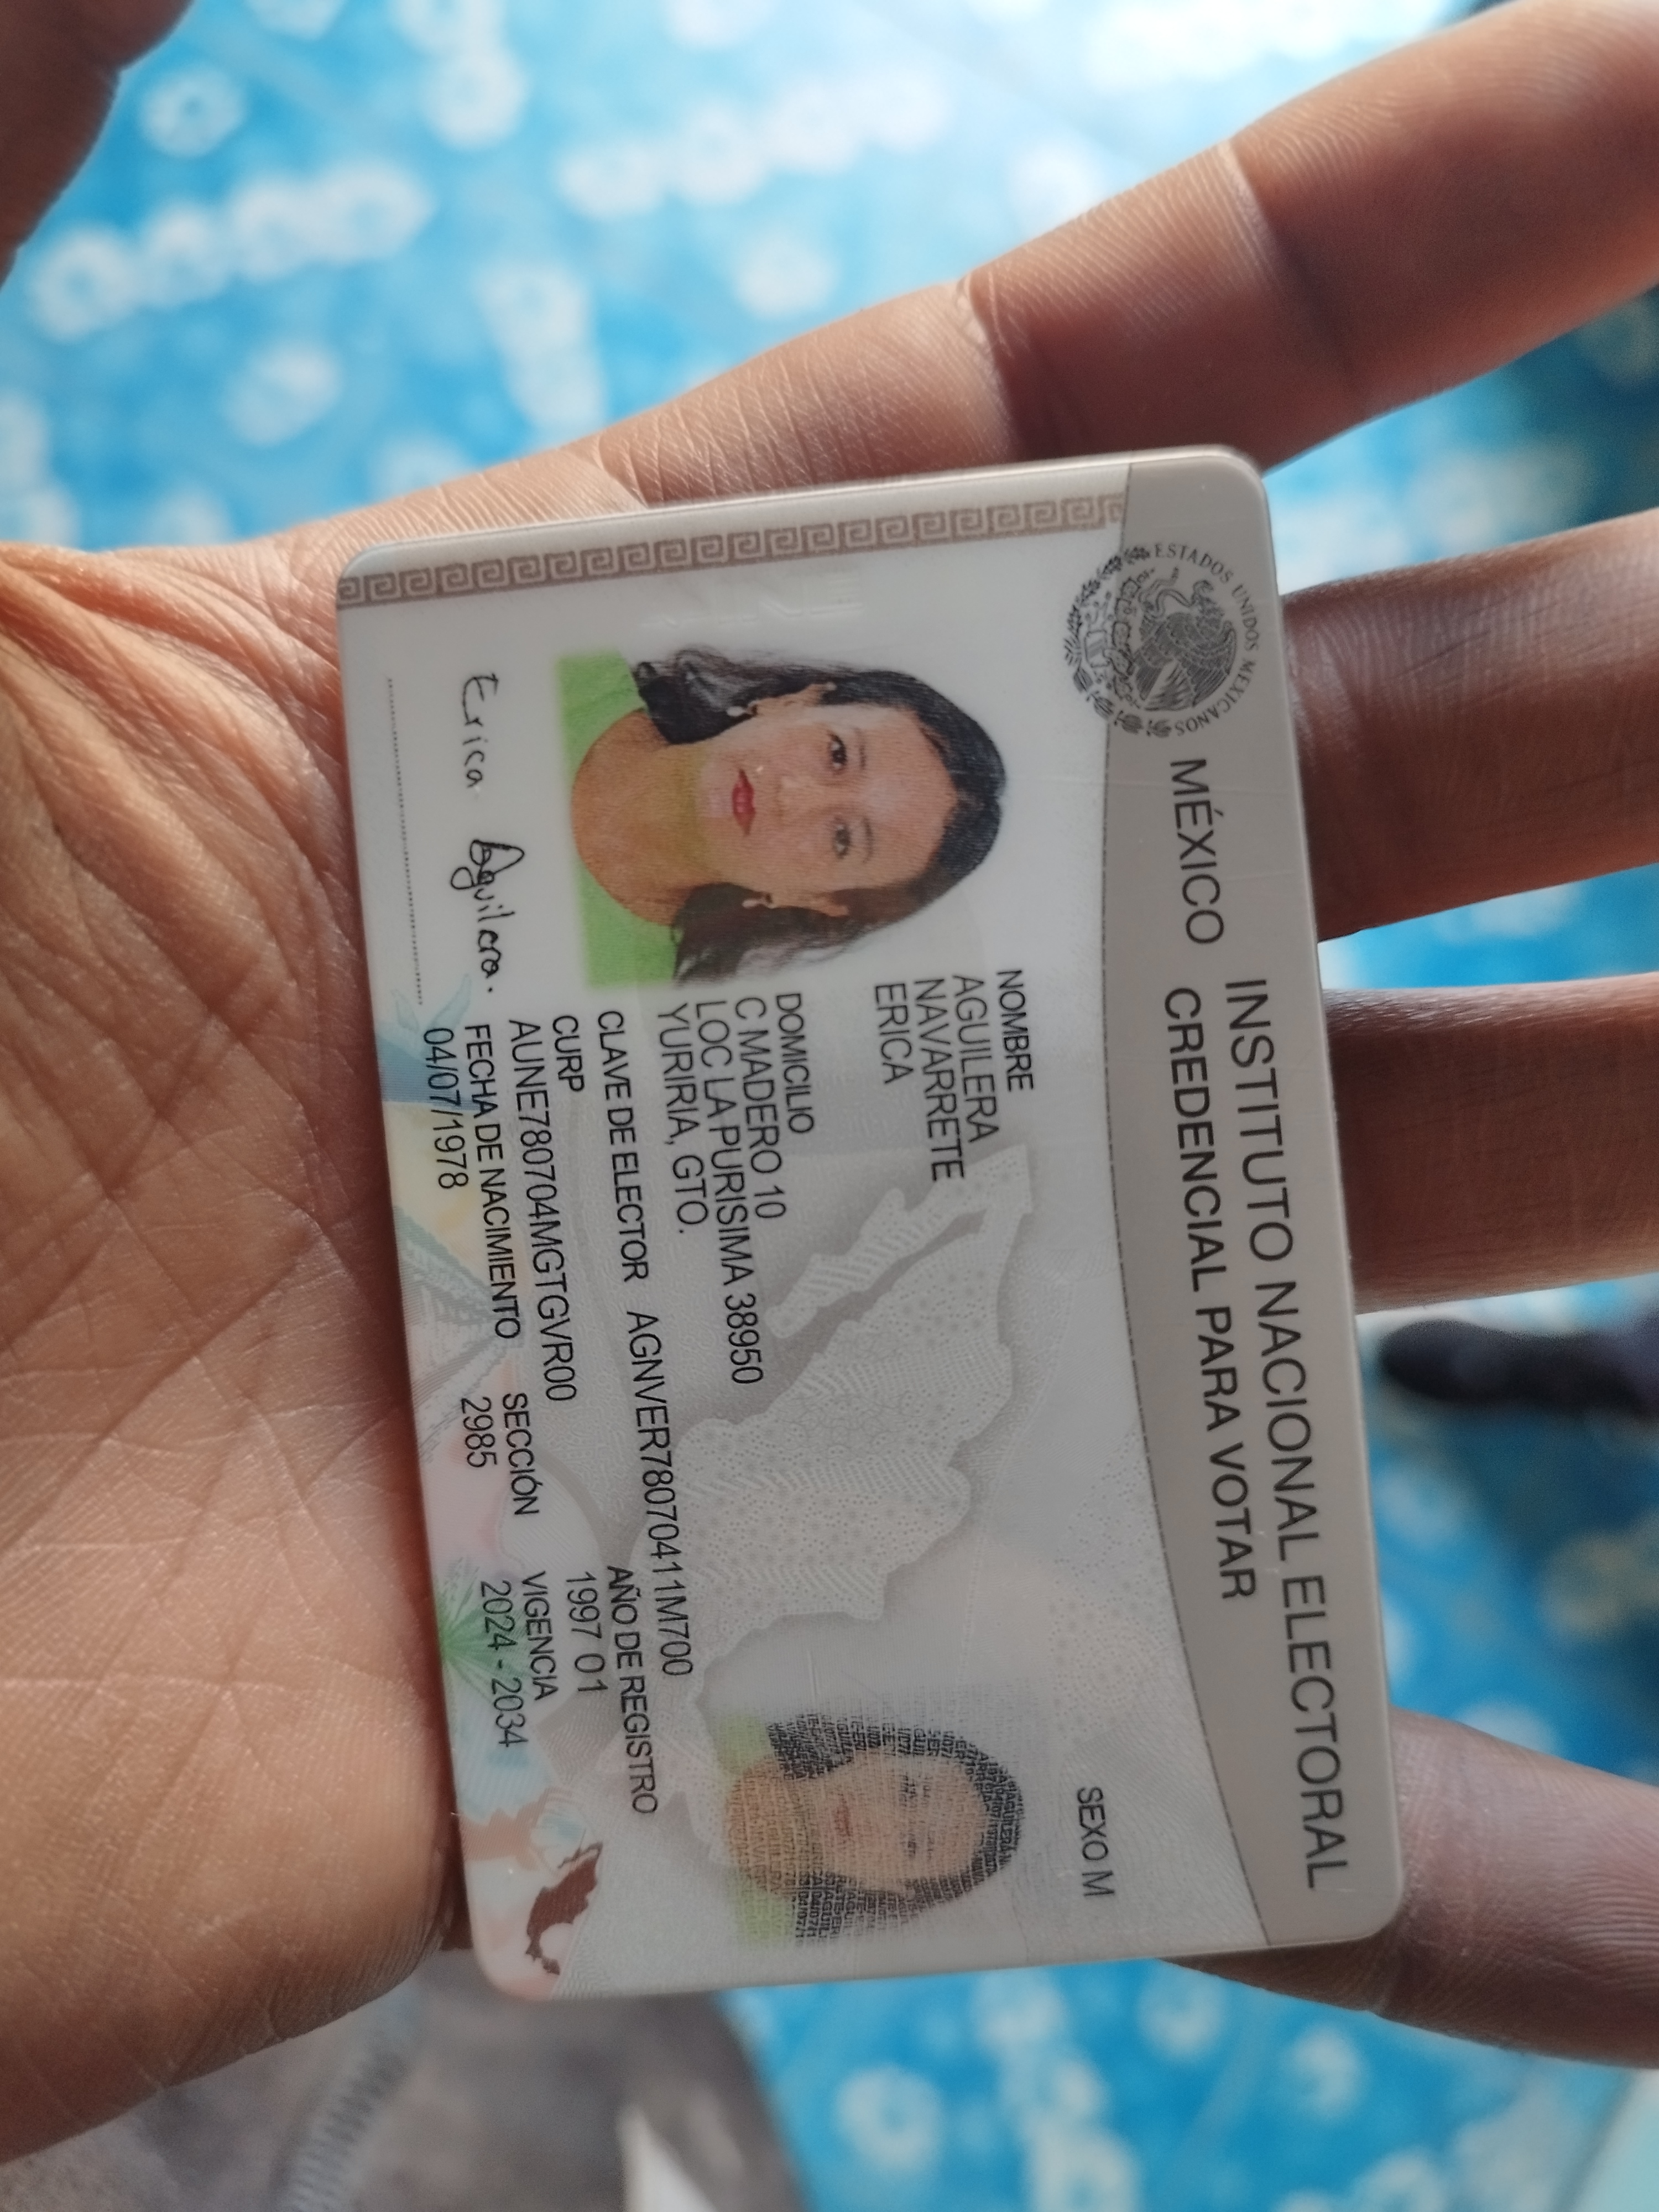 ESTADOS UNIDOS MEXICANOS
MÉXICO INSTITUTO NACIONAL ELECTORAL
CREDENCIAL PARA VOTAR
NOMBRE
AGUILERA
NAVARRETE
ERICA
SEXO M
DOMICILIO
C MADERO 10
LOC LA PURISIMA 38950
YURIRIA, GTO.
CLAVE DE ELECTOR AGNVER78070411M700
CURP
AUNE780704MGTGVR00
AÑO DE REGISTRO
1997 01
FECHA DE NACIMIENTO
04/07/1978
SECCIÓN
2985
VIGENCIA
2024 - 2034
Erica Aguilera.